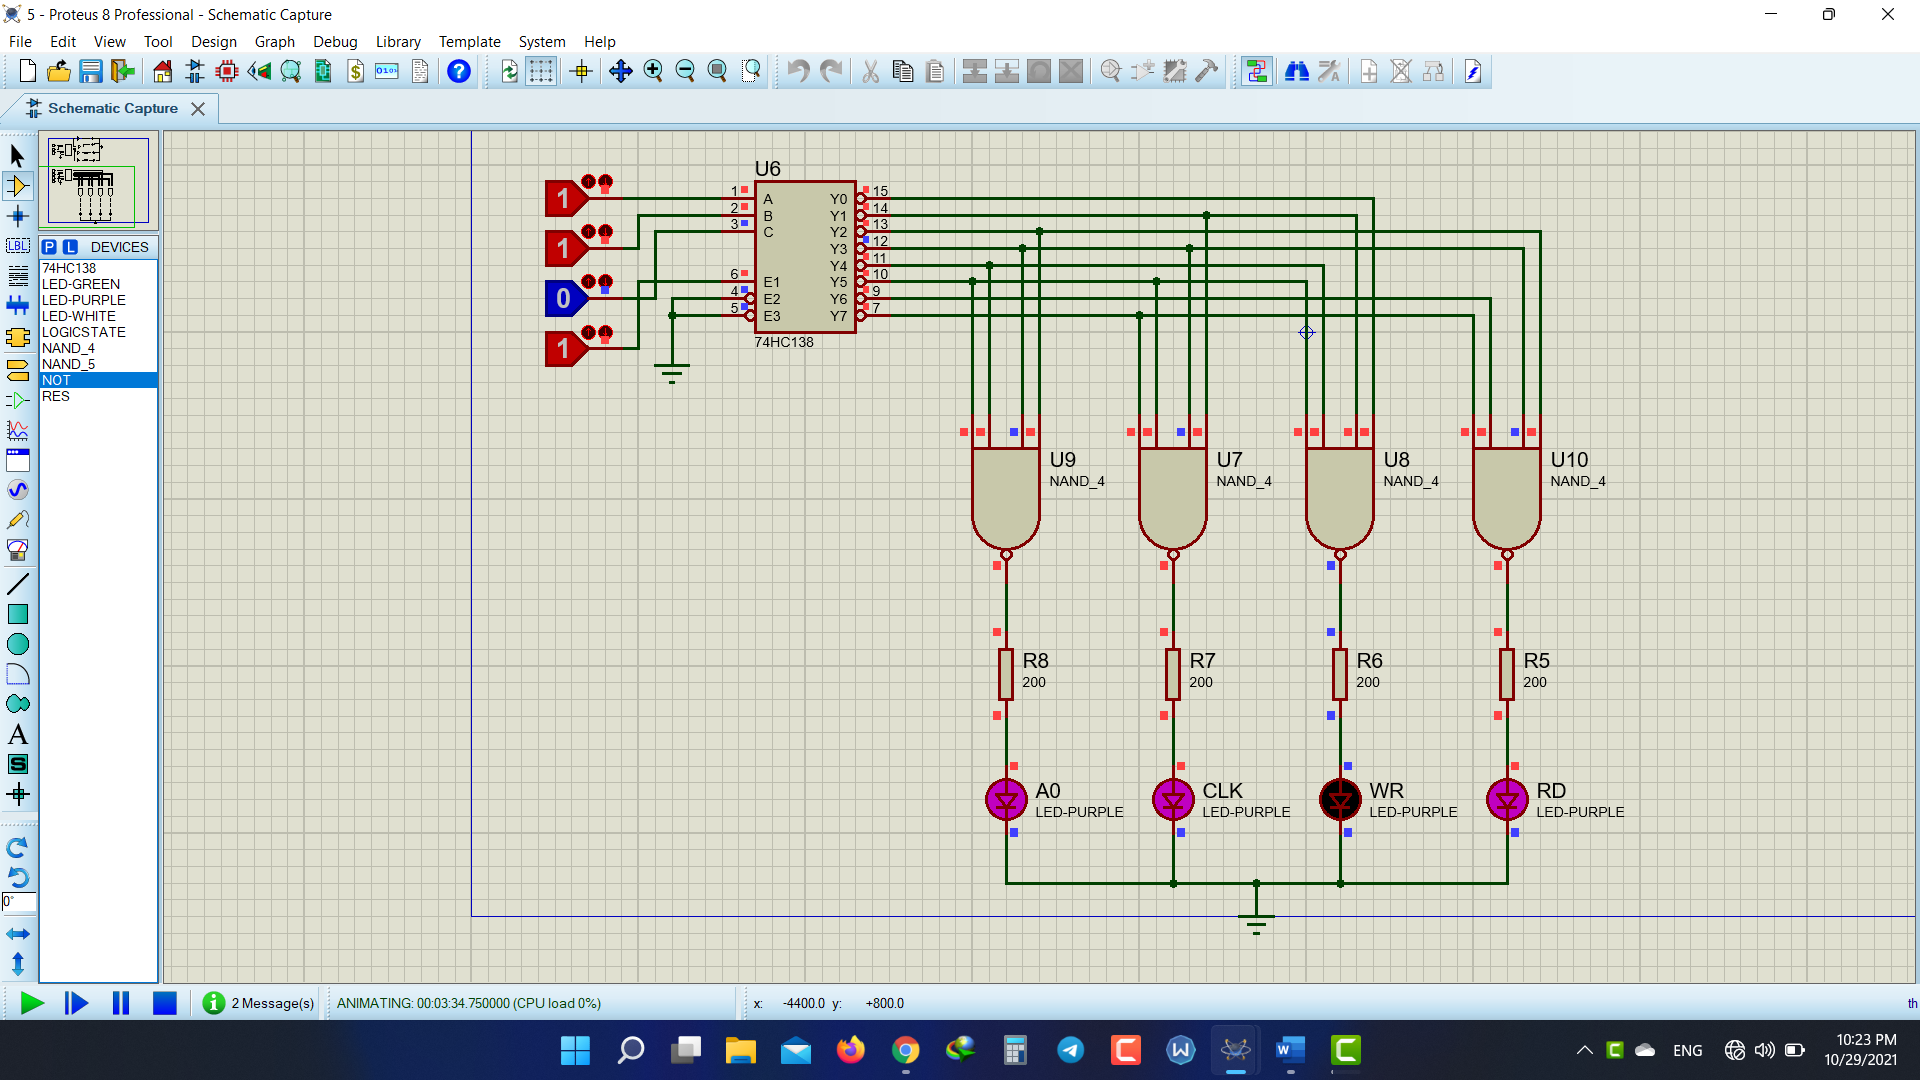 5 - Proteus 8 Professional - Schematic Capture
File Edit View Tool Design Graph Debug Library Template System Help
Schematic Capture
P L DEVICES
74HC138
LED-GREEN
LED-PURPLE
LED-WHITE
LOGICSTATE
NAND_4
NAND_5
NOT
RES
LBL
A
S
0°
U6
1
1
0
1
1 A Y0 15
2 B Y1 14
3 C Y2 13
Y3 12
Y4 11
6 E1 Y5 10
4 E2 Y6 9
5 E3 Y7 7
74HC138
U9
NAND_4
U7
NAND_4
U8
NAND_4
U10
NAND_4
R8
200
R7
200
R6
200
R5
200
A0
LED-PURPLE
CLK
LED-PURPLE
WR
LED-PURPLE
RD
LED-PURPLE
2 Message(s) ANIMATING: 00:03:34.750000 (CPU load 0%) x: -4400.0 y: +800.0 th
ENG
10:23 PM
10/29/2021